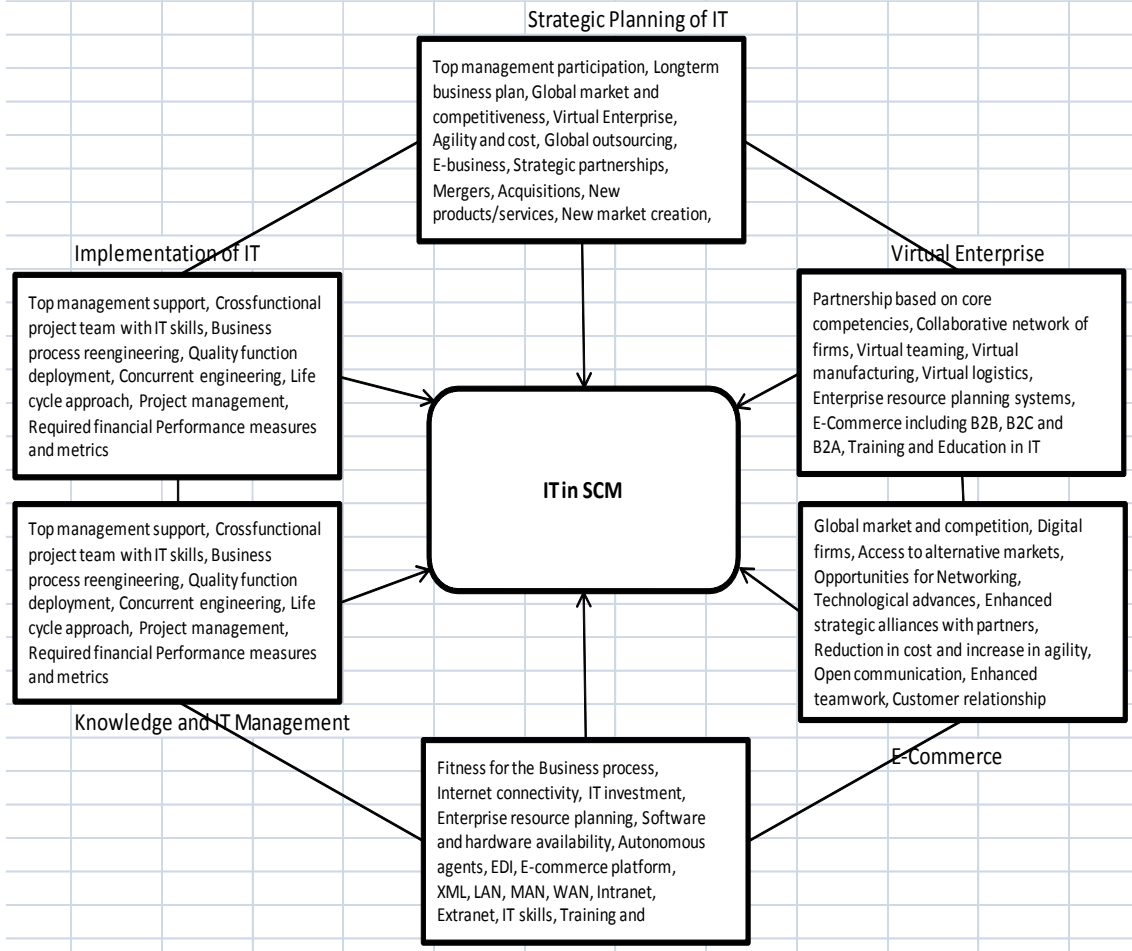 Strategic Planning of IT
Top management participation, Longterm
business plan, Global market and
competitiveness, Virtual Enterprise,
Agility and cost, Global outsourcing,
E-business, Strategic partnerships,
Mergers, Acquisitions, New
products/services, New market creation,
Implementation of IT
Top management support, Crossfunctional
project team with IT skills, Business
process reengineering, Quality function
deployment, Concurrent engineering, Life
cycle approach, Project management,
Required financial Performance measures
and metrics
Virtual Enterprise
Partnership based on core
competencies, Collaborative network of
firms, Virtual teaming, Virtual
manufacturing, Virtual logistics,
Enterprise resource planning systems,
E-Commerce including B2B, B2C and
B2A, Training and Education in IT
IT in SCM
Top management support, Crossfunctional
project team with IT skills, Business
process reengineering, Quality function
deployment, Concurrent engineering, Life
cycle approach, Project management,
Required financial Performance measures
and metrics
Knowledge and IT Management
Global market and competition, Digital
firms, Access to alternative markets,
Opportunities for Networking,
Technological advances, Enhanced
strategic alliances with partners,
Reduction in cost and increase in agility,
Open communication, Enhanced
teamwork, Customer relationship
E-Commerce
Fitness for the Business process,
Internet connectivity, IT investment,
Enterprise resource planning, Software
and hardware availability, Autonomous
agents, EDI, E-commerce platform,
XML, LAN, MAN, WAN, Intranet,
Extranet, IT skills, Training and